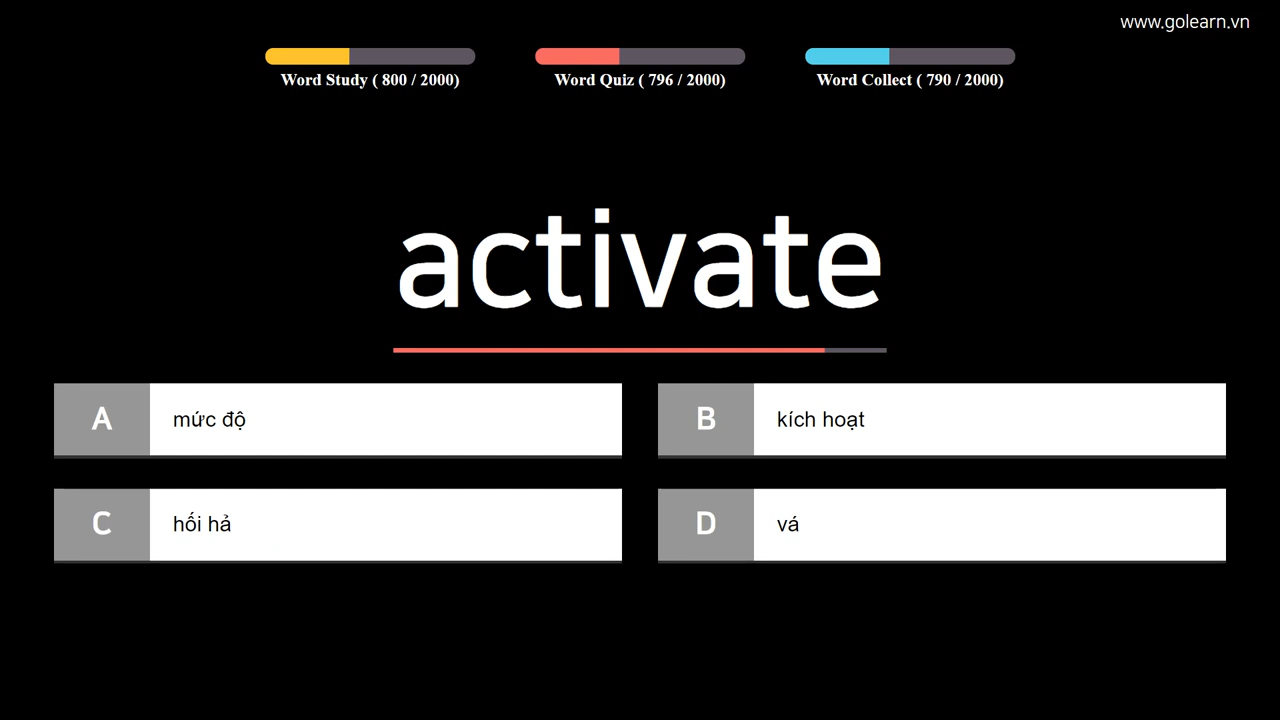 www.golearn.vn
Word Study ( 800 / 2000)
Word Quiz ( 796 / 2000)
Word Collect ( 790 / 2000)
activate
A mức độ
B kích hoạt
C hối hả
D vá